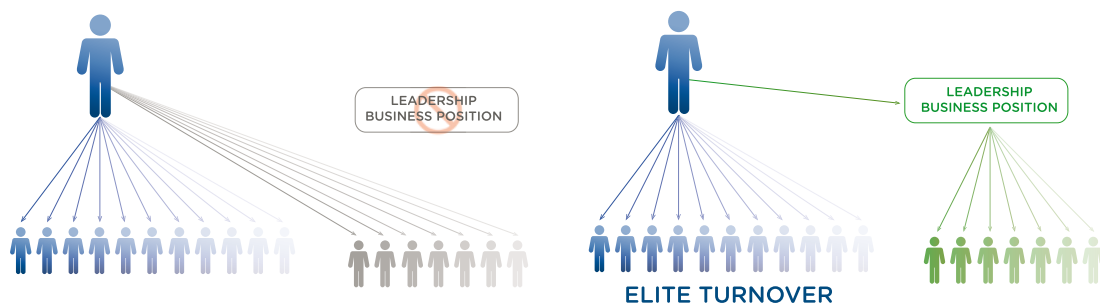 LEADERSHIP
BUSINESS POSITION
LEADERSHIP
BUSINESS POSITION
ELITE TURNOVER